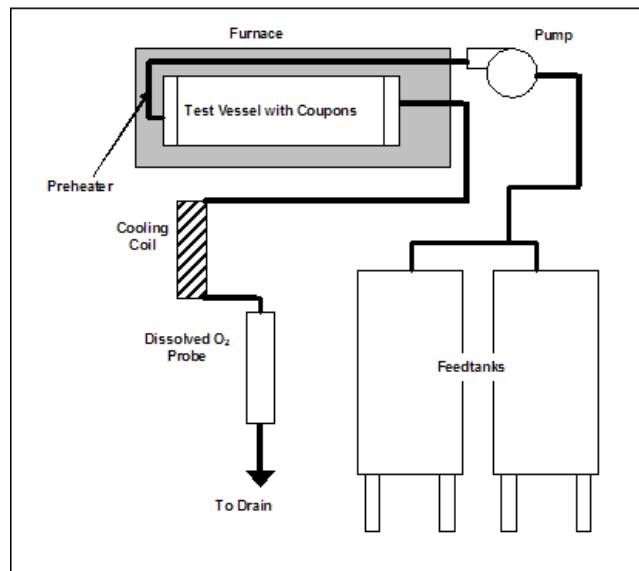 Furnace
Pump
Test Vessel with Coupons
Preheater
Cooling
Coil
Dissolved O₂
Probe
Feedtanks
To Drain